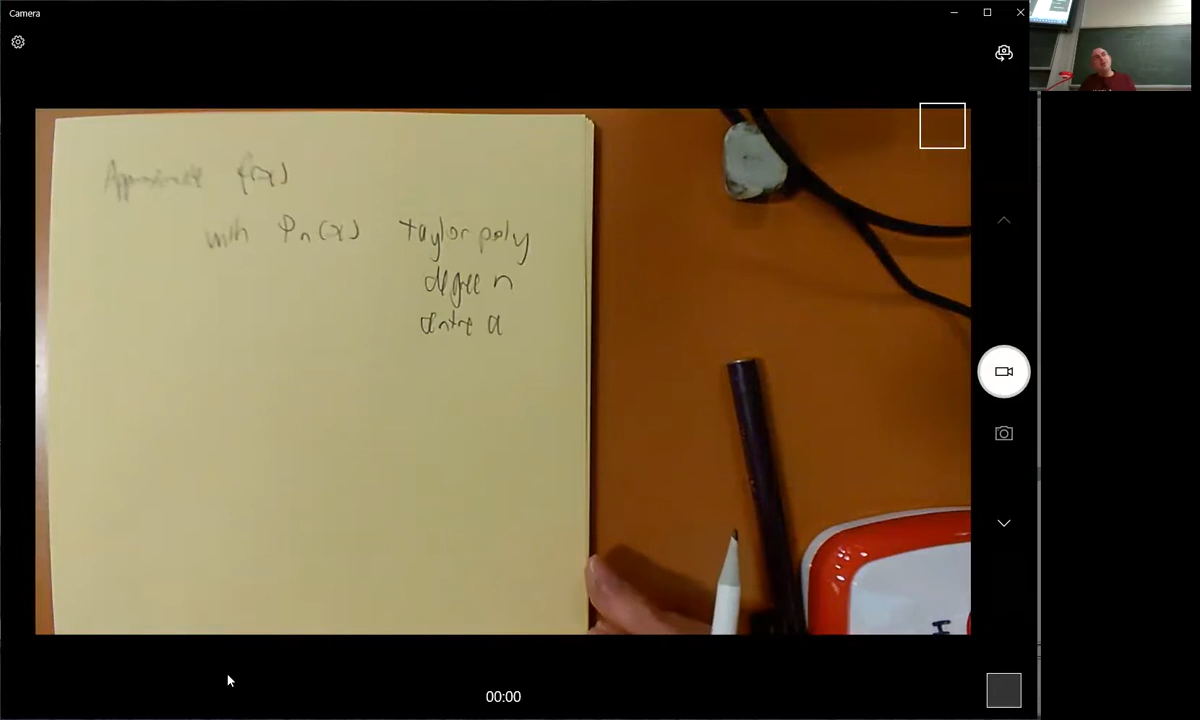 Camera
Approximate f(x)
with Pn(x) taylor poly
degree n
centre a
H
00:00